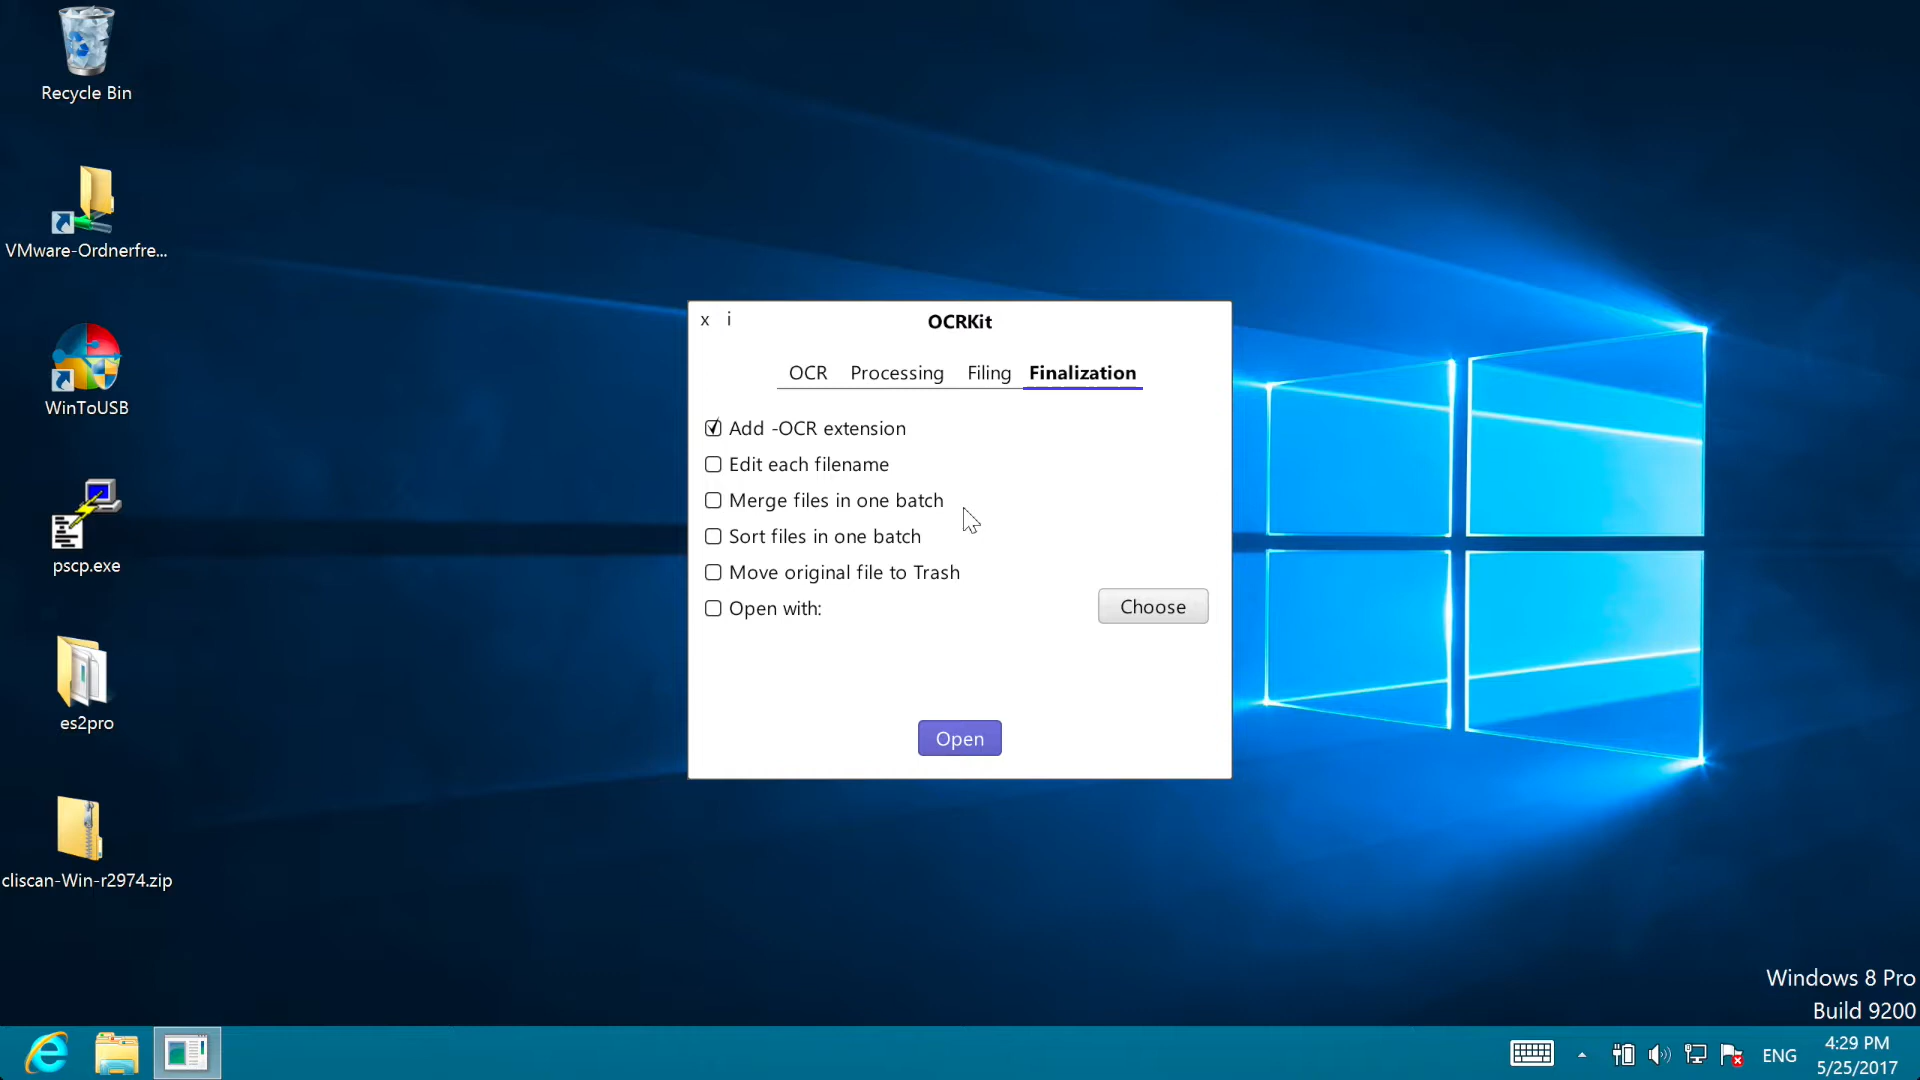 Recycle Bin
VMware-Ordnerfre...
WinToUSB
pscp.exe
es2pro
cliscan-Win-r2974.zip
x i
OCRKit
OCR Processing Filing Finalization
Add -OCR extension
Edit each filename
Merge files in one batch
Sort files in one batch
Move original file to Trash
Open with:
Choose
Open
Windows 8 Pro
Build 9200
ENG
4:29 PM
5/25/2017